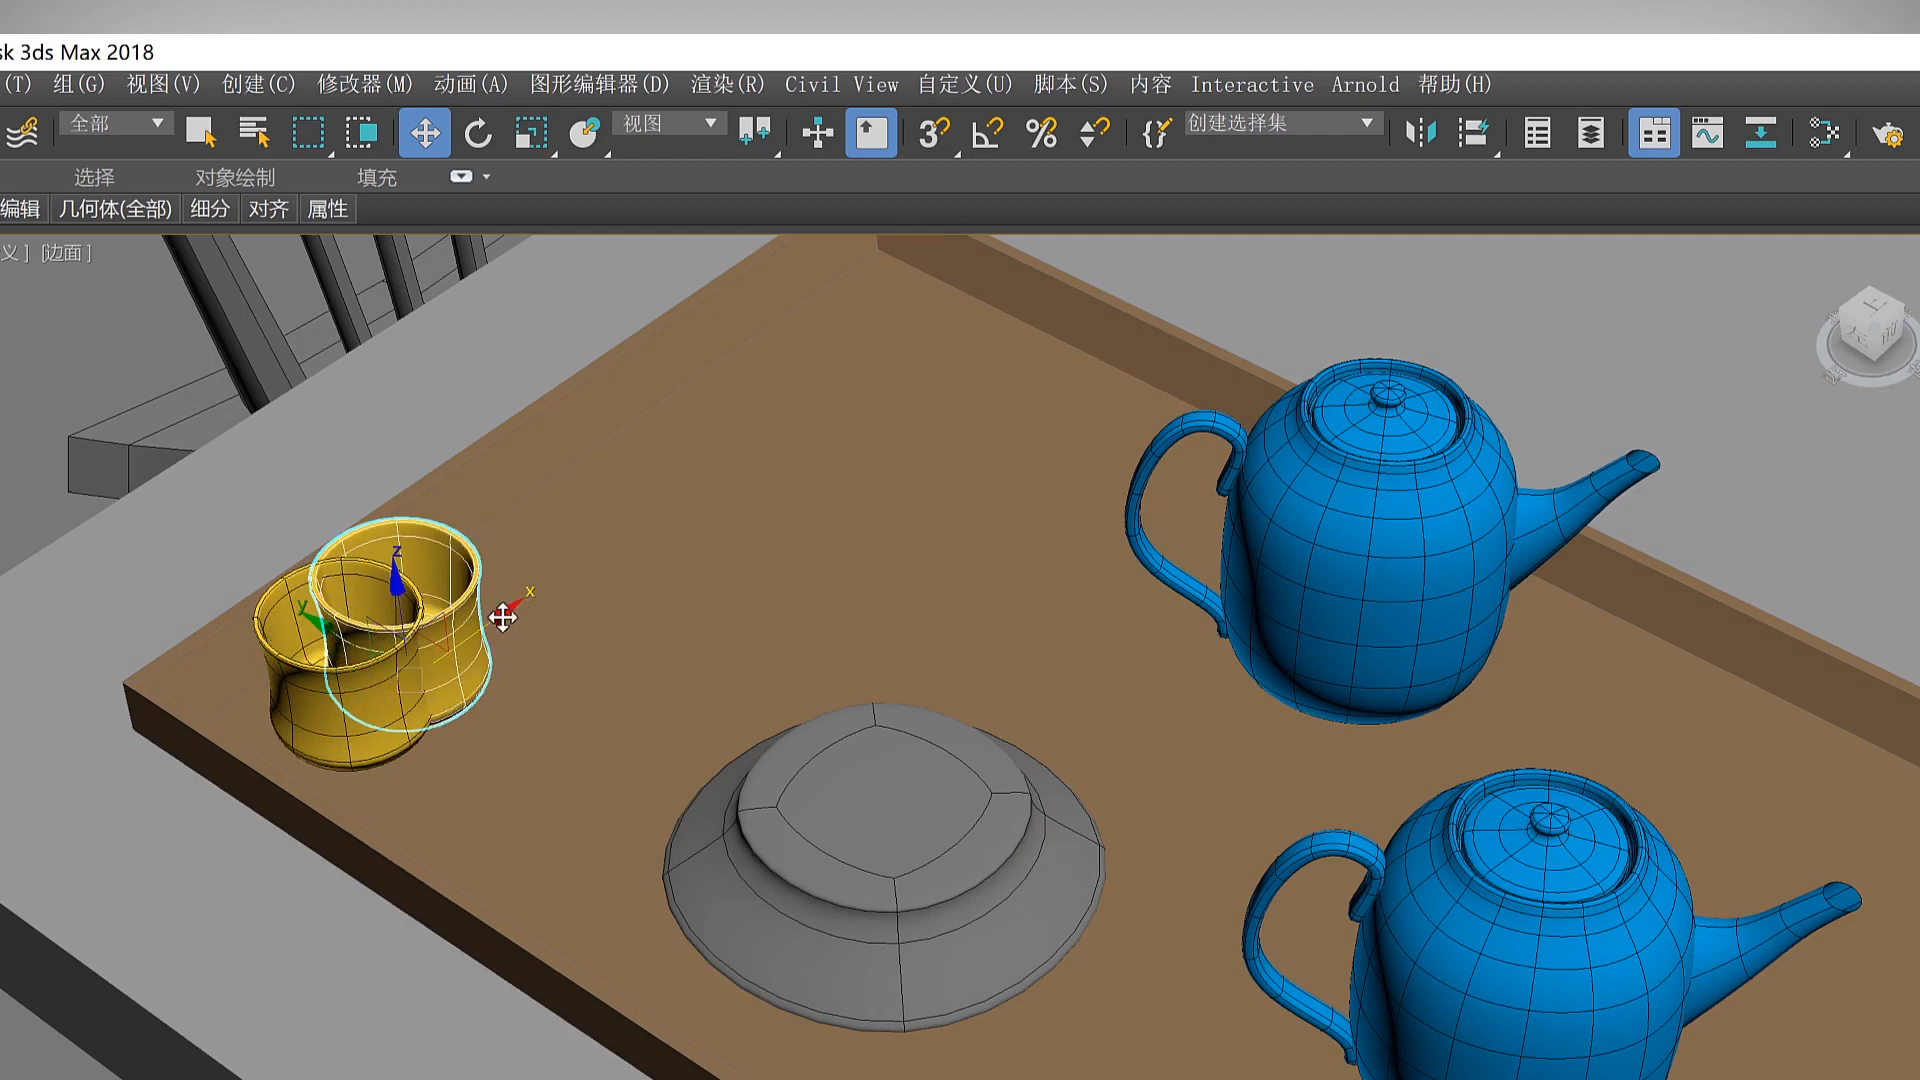 sk 3ds Max 2018
(T) 组(G) 视图(V) 创建(C) 修改器(M) 动画(A) 图形编辑器(D) 渲染(R) Civil View 自定义(U) 脚本(S) 内容 Interactive Arnold 帮助(H)
全部 视图 3 % 创建选择集
选择 对象绘制 填充
编辑 几何体(全部) 细分 对齐 属性
义 ] [边面 ]
上
z
x
y